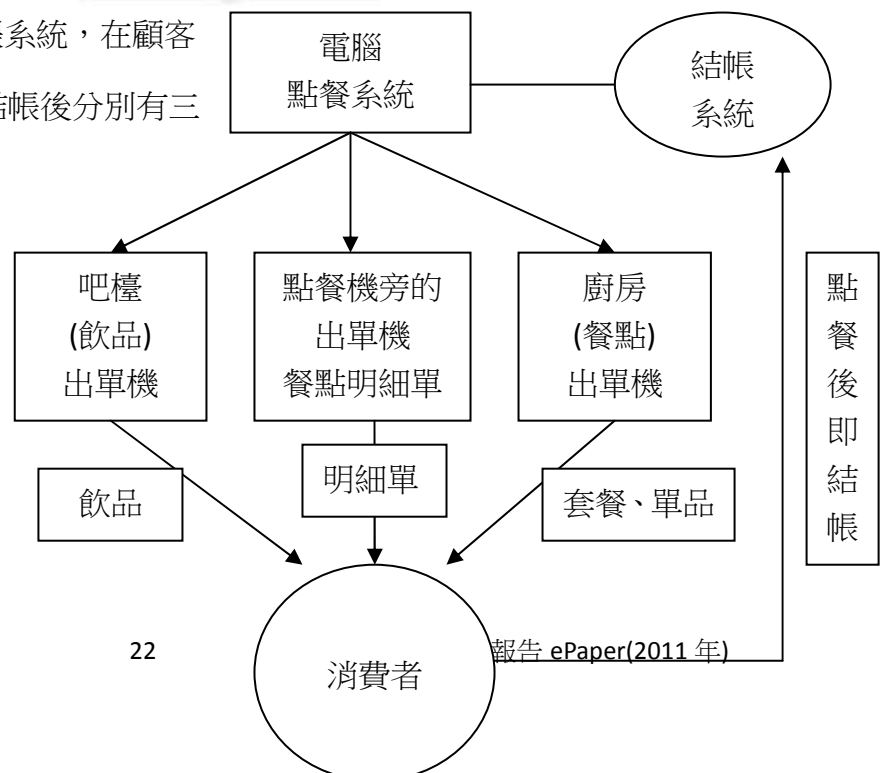 系統，在顧客
結帳後分別有三
電腦
點餐系統
結帳
系統
吧檯
(飲品)
出單機
點餐機旁的
出單機
餐點明細單
廚房
(餐點)
出單機
點
餐
後
即
結
帳
飲品
明細單
套餐、單品
消費者
22
報告 ePaper(2011 年)